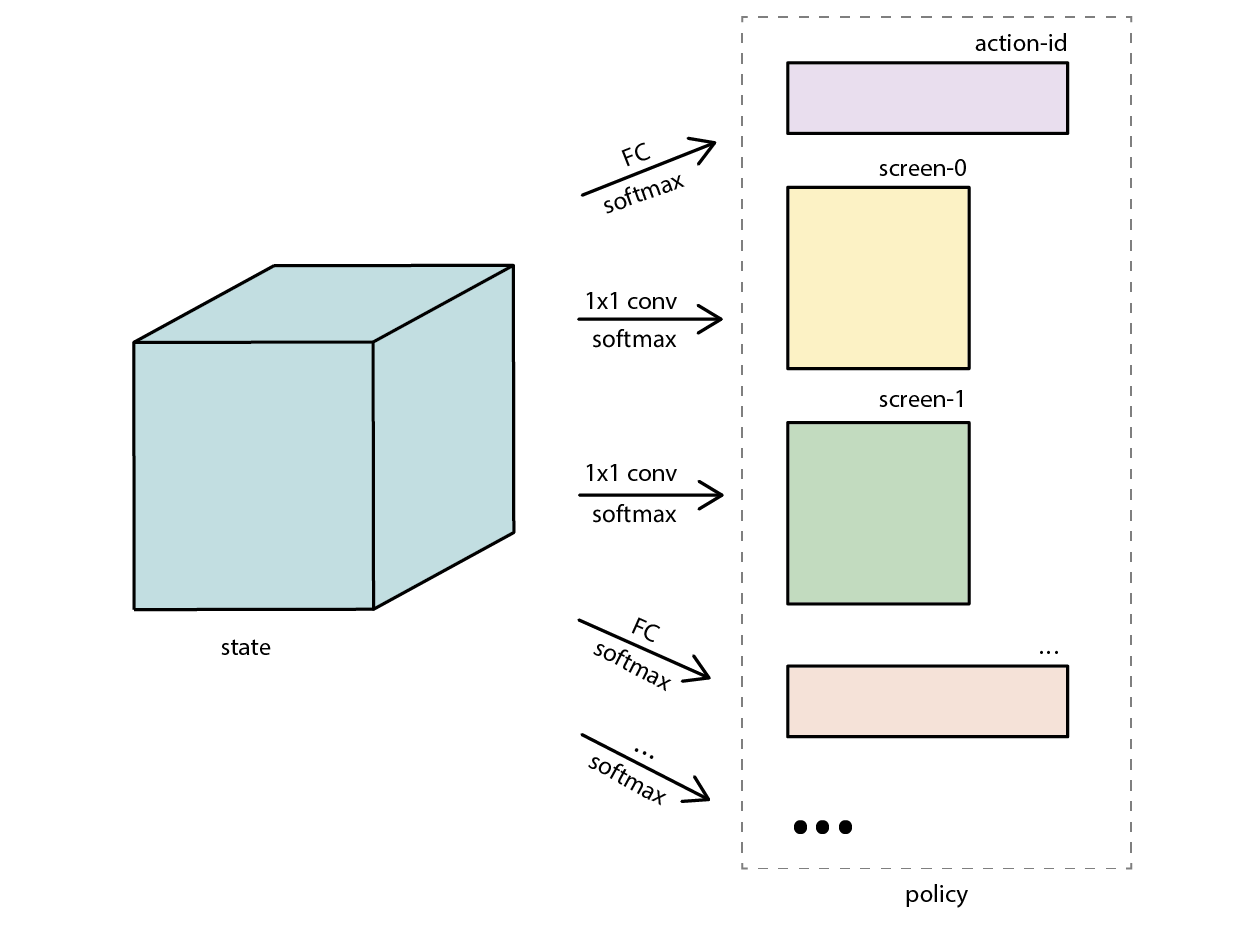 action-id
FC
softmax
screen-0
1x1 conv
softmax
screen-1
1x1 conv
softmax
state
FC
softmax
...
...
softmax
policy